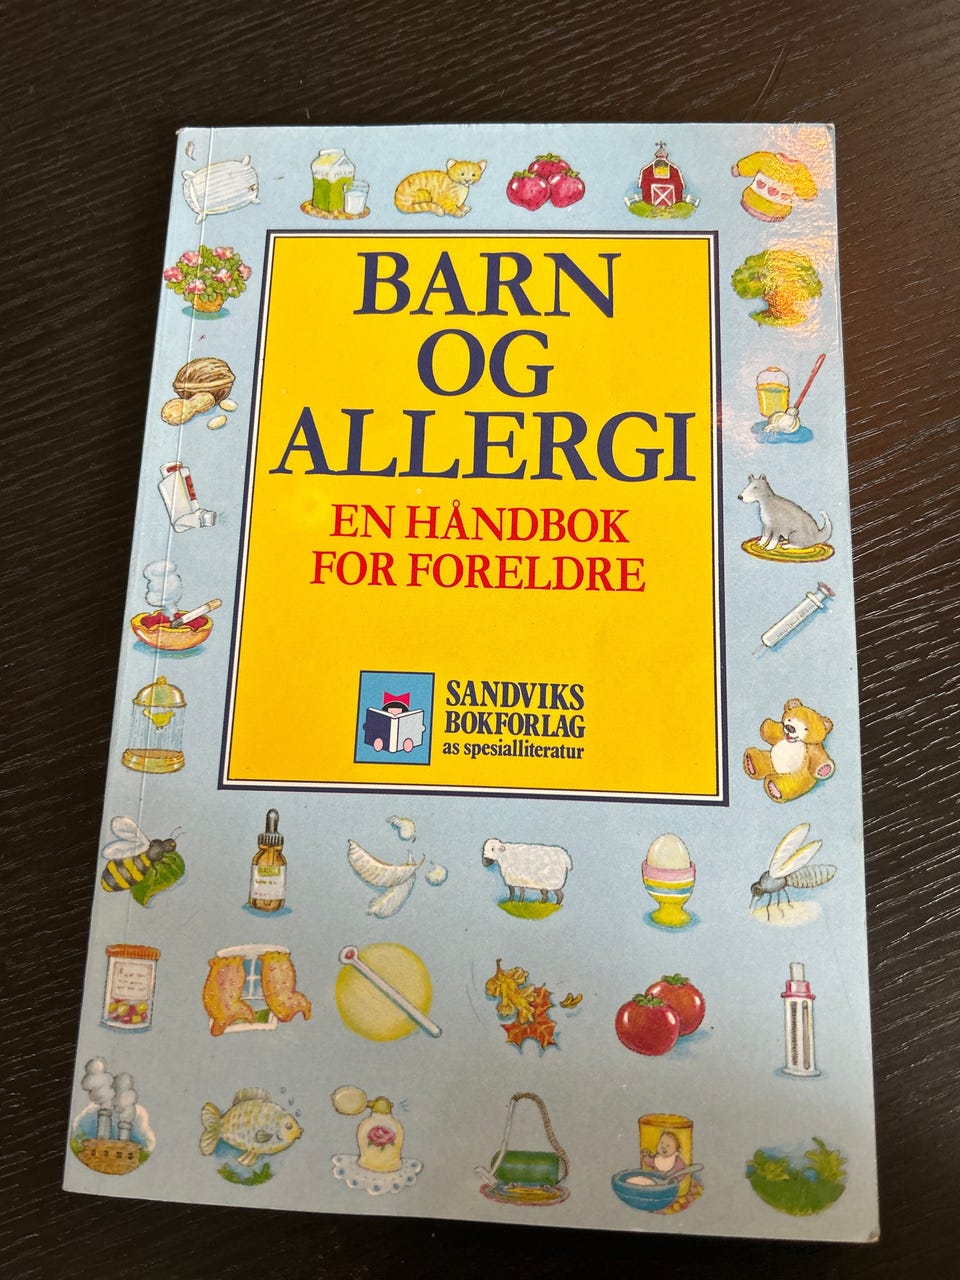 BARN
OG
ALLERGI
EN HÅNDBOK
FOR FORELDRE
SANDVIKS
BOKFORLAG
as spesialliteratur